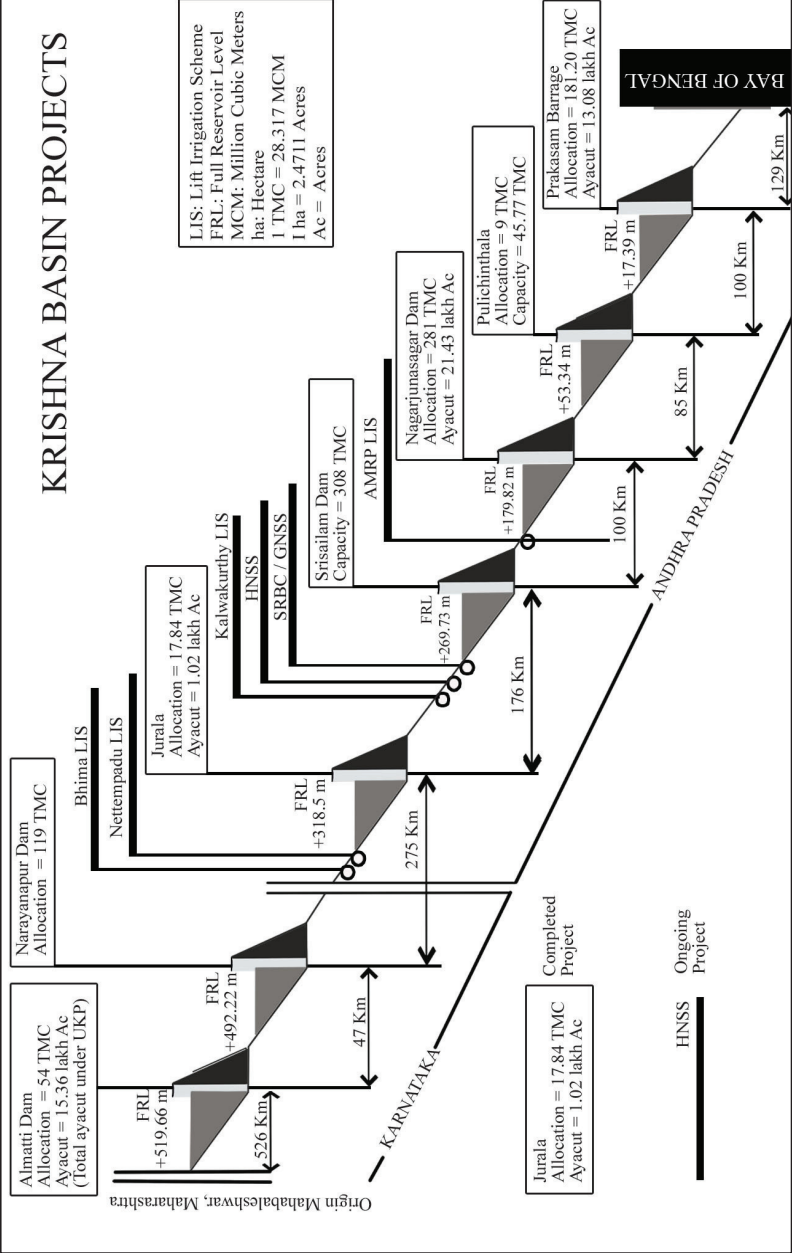 KRISHNA BASIN PROJECTS
LIS: Lift Irrigation Scheme
FRL: Full Reservoir Level
MCM: Million Cubic Meters
ha: Hectare
1 TMC = 28.317 MCM
I ha = 2.4711 Acres
Ac = Acres
Almatti Dam
Allocation = 54 TMC
Ayacut = 15.36 lakh Ac
(Total ayacut under UKP)
Narayanapur Dam
Allocation = 119 TMC
Bhima LIS
Nettempadu LIS
Jurala
Allocation = 17.84 TMC
Ayacut = 1.02 lakh Ac
Kalwakurthy LIS
HNSS
SRBC / GNSS
Srisailam Dam
Capacity = 308 TMC
AMRP LIS
Nagarjunasagar Dam
Allocation = 281 TMC
Ayacut = 21.43 lakh Ac
Pulichinthala
Allocation = 9 TMC
Capacity = 45.77 TMC
Prakasam Barrage
Allocation = 181.20 TMC
Ayacut = 13.08 lakh Ac
BAY OF BENGAL
Origin Mahabaleshwar, Maharashtra
FRL
+519.66 m
FRL
+492.22 m
FRL
+318.5 m
FRL
+269.73 m
FRL
+179.82 m
FRL
+53.34 m
FRL
+17.39 m
526 Km
47 Km
275 Km
176 Km
100 Km
85 Km
100 Km
129 Km
KARNATAKA
ANDHRA PRADESH
Jurala
Allocation = 17.84 TMC
Ayacut = 1.02 lakh Ac
Completed
Project
HNSS
Ongoing
Project